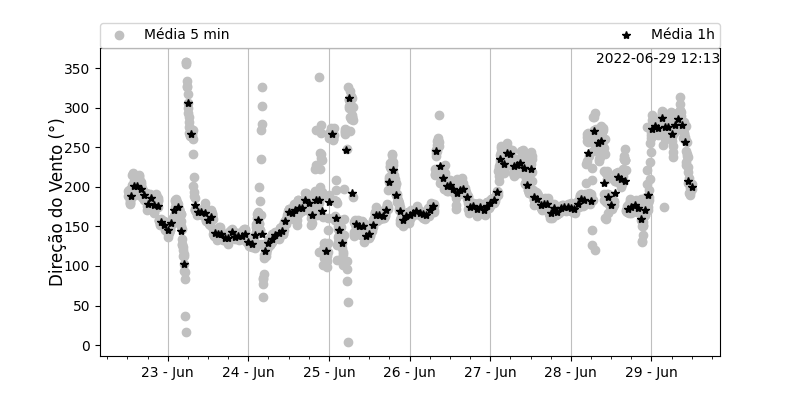 Média 5 min
Média 1h
2022-06-29 12:13
Direção do Vento (°)
350
300
250
200
150
100
50
0
23 - Jun
24 - Jun
25 - Jun
26 - Jun
27 - Jun
28 - Jun
29 - Jun